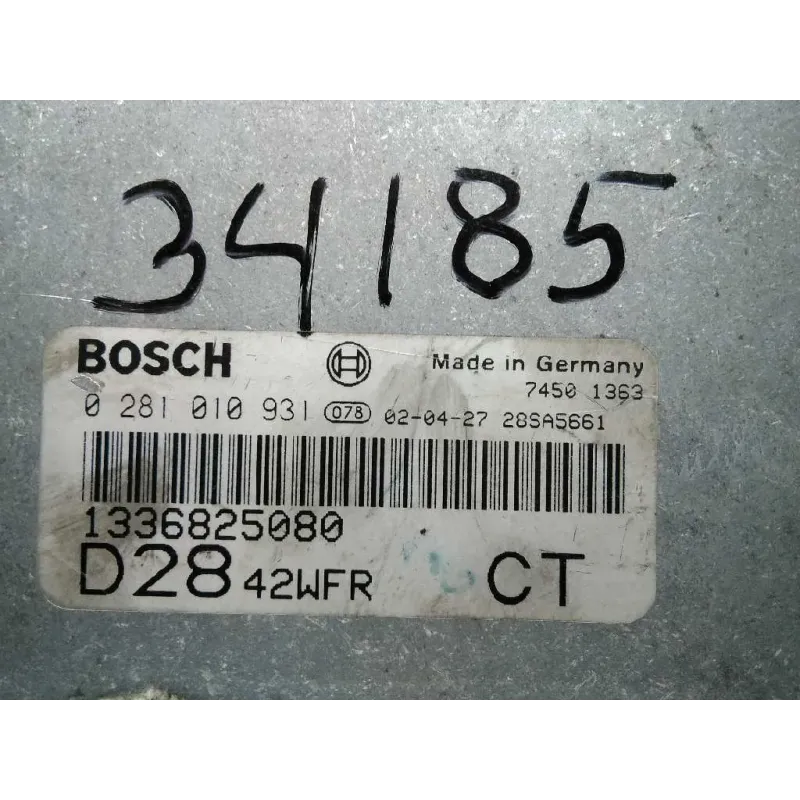 34185
BOSCH Made in Germany
7450 1363
0 281 010 931 078 02-04-27 28SA5661
1336825080
D28 42WFR CT